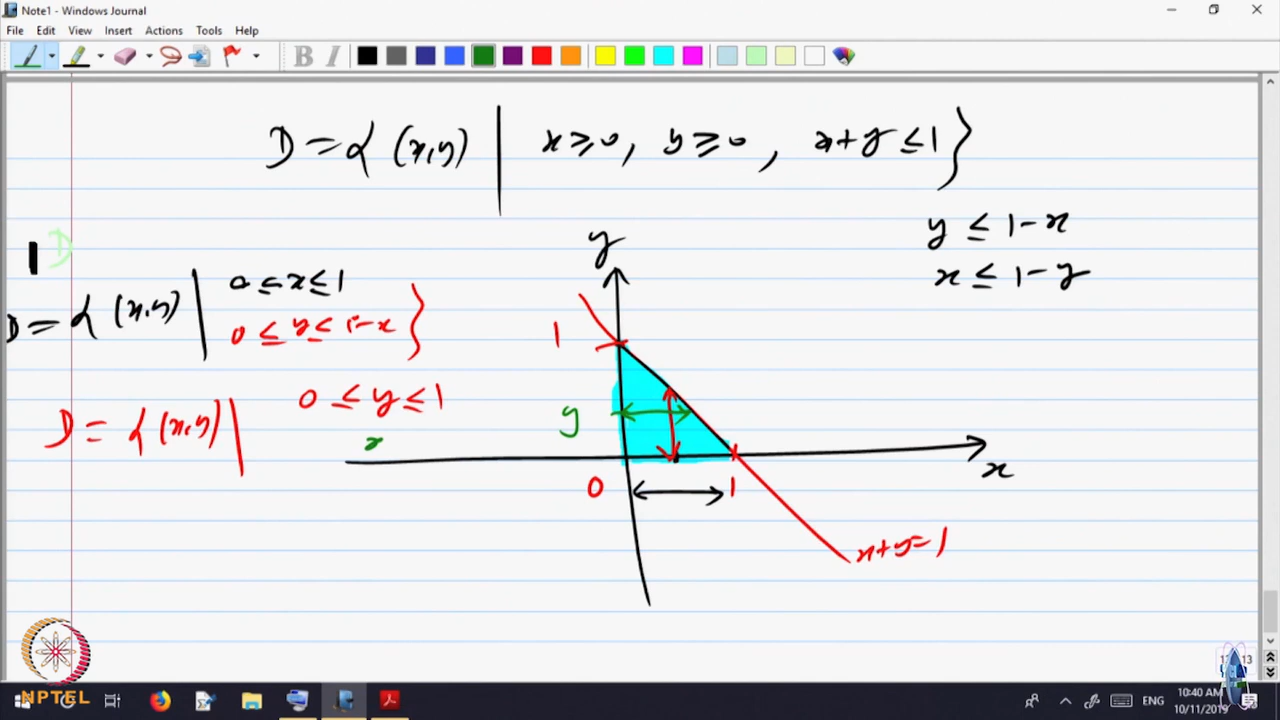 Note1 - Windows Journal
File Edit View Insert Actions Tools Help
B I
D = { (x,y) | x ≥ 0, y ≥ 0, x+y ≤ 1 }
y ≤ 1-x
x ≤ 1-y
D
D = { (x,y) | 0 ≤ x ≤ 1
0 ≤ y ≤ 1-x }
D = { (x,y) | 0 ≤ y ≤ 1
x
y
1
y
0
1
x
x+y=1
NPTEL
ENG
10:40 AM
10/11/2019